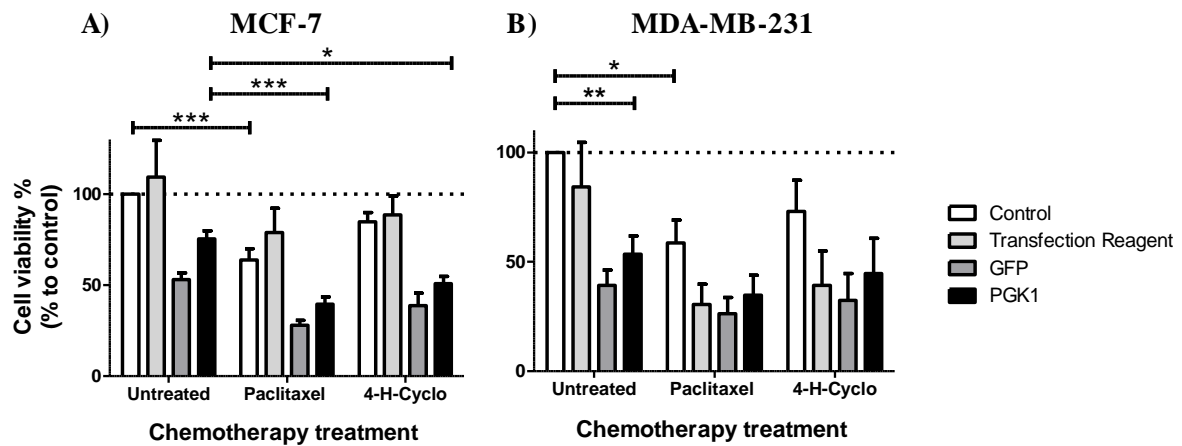 A) MCF-7
*
***
***
Cell viability %
(% to control)
100
50
0
Untreated Paclitaxel 4-H-Cyclo
Chemotherapy treatment
B) MDA-MB-231
*
**
100
50
0
Untreated Paclitaxel 4-H-Cyclo
Chemotherapy treatment
Control
Transfection Reagent
GFP
PGK1